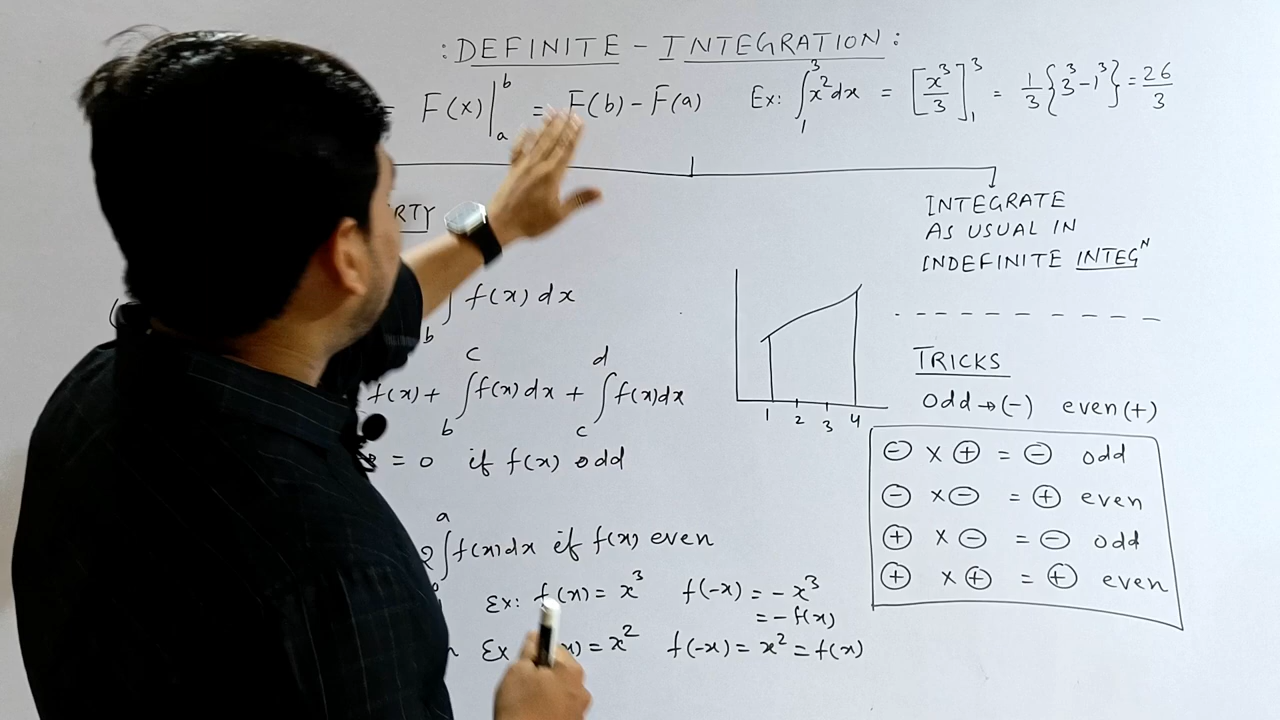 : DEFINITE - INTEGRATION :
= F(x) |_a^b = F(b) - F(a)
Ex: ∫_1^3 x² dx = [x³/3]_1^3 = 1/3 {3³ - 1³} = 26/3
INTEGRATE
AS USUAL IN
INDEFINITE INTEGᴺ
∫_b f(x) dx
f(x) + ∫_b^c f(x) dx + ∫_c^d f(x) dx
= 0 if f(x) odd
2 ∫^a f(x) dx if f(x) even
Ex: f(x) = x³ f(-x) = - x³
= - f(x)
Ex x) = x² f(-x) = x² = f(x)
1 2 3 4
TRICKS
odd → (-) even (+)
⊖ × ⊕ = ⊖ odd
⊖ × ⊖ = ⊕ even
⊕ × ⊖ = ⊖ odd
⊕ × ⊕ = ⊕ even